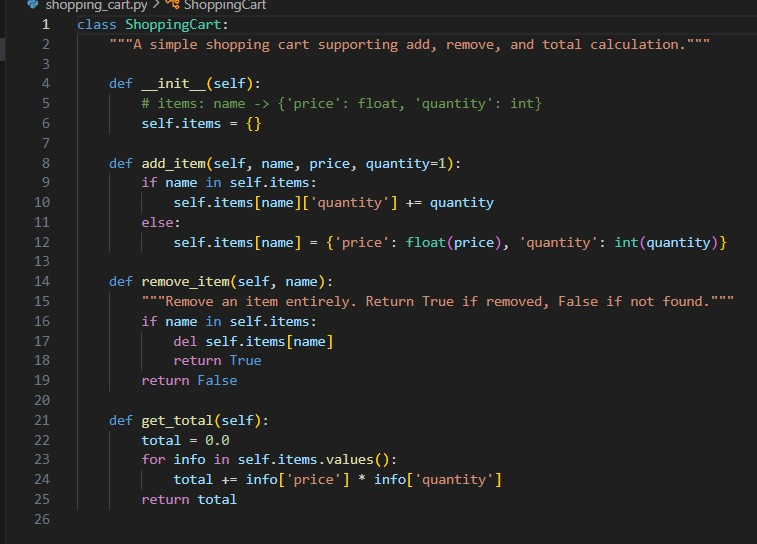 shopping_cart.py > ShoppingCart
1 class ShoppingCart:
2     """A simple shopping cart supporting add, remove, and total calculation."""
3
4     def __init__(self):
5         # items: name -> {'price': float, 'quantity': int}
6         self.items = {}
7
8     def add_item(self, name, price, quantity=1):
9         if name in self.items:
10             self.items[name]['quantity'] += quantity
11         else:
12             self.items[name] = {'price': float(price), 'quantity': int(quantity)}
13
14     def remove_item(self, name):
15         """Remove an item entirely. Return True if removed, False if not found."""
16         if name in self.items:
17             del self.items[name]
18             return True
19         return False
20
21     def get_total(self):
22         total = 0.0
23         for info in self.items.values():
24             total += info['price'] * info['quantity']
25         return total
26